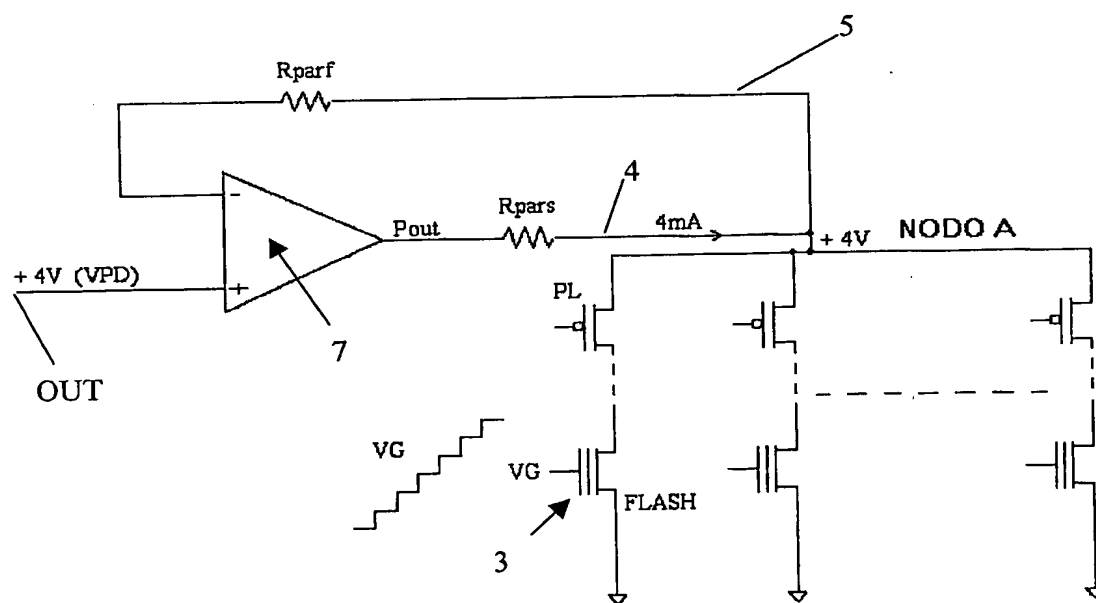 5
Rparf
4
-
Pout
Rpars
4mA
+ 4V
NODO A
+ 4V (VPD)
+
PL
7
OUT
VG
VG
FLASH
3